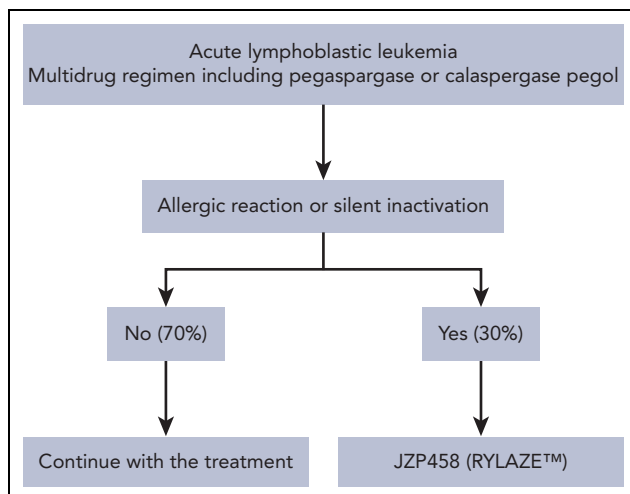 Acute lymphoblastic leukemia
Multidrug regimen including pegaspargase or calaspergase pegol
Allergic reaction or silent inactivation
No (70%)
Yes (30%)
Continue with the treatment
JZP458 (RYLAZE™)